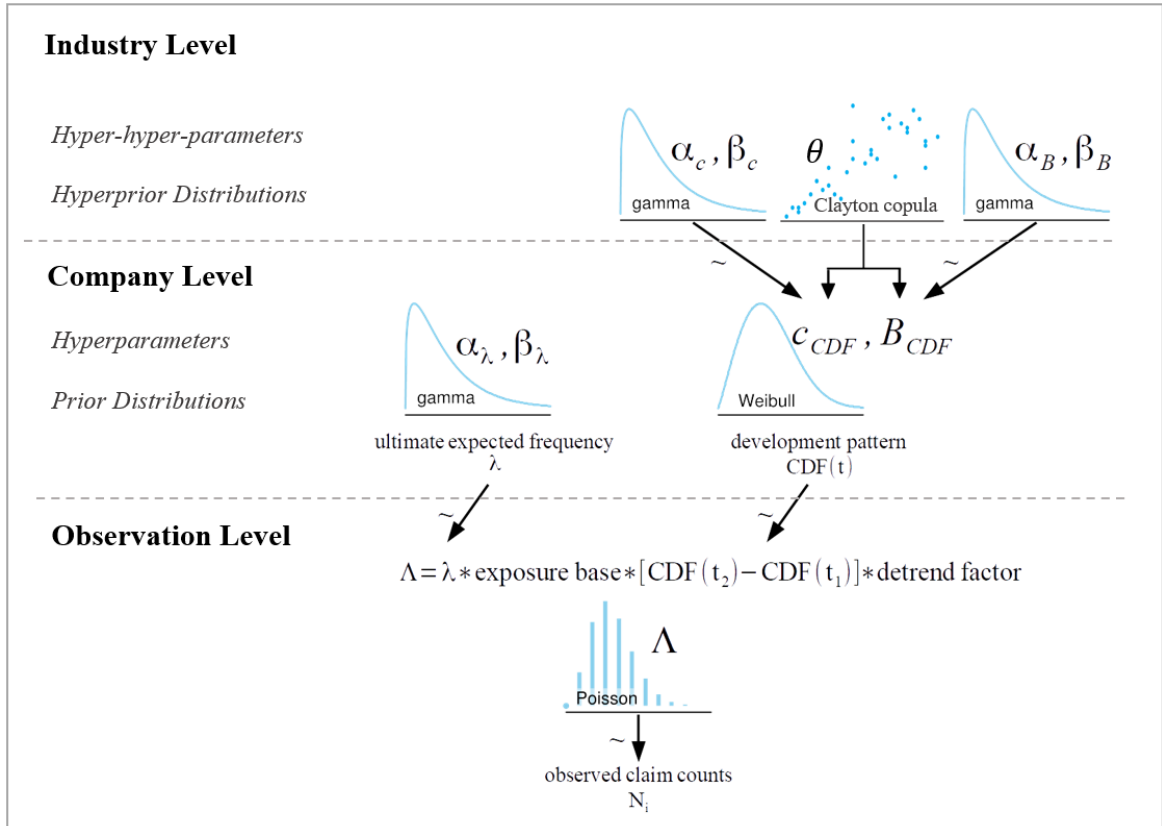 Industry Level
Hyper-hyper-parameters
α_c , β_c
θ
α_B , β_B
Hyperprior Distributions
gamma
Clayton copula
gamma
~
~
Company Level
Hyperparameters
α_λ , β_λ
c_CDF , B_CDF
Prior Distributions
gamma
Weibull
ultimate expected frequency
λ
development pattern
CDF(t)
~
~
Observation Level
Λ=λ∗exposure base∗[CDF(t₂)−CDF(t₁)]∗detrend factor
Λ
Poisson
~
observed claim counts
N_i